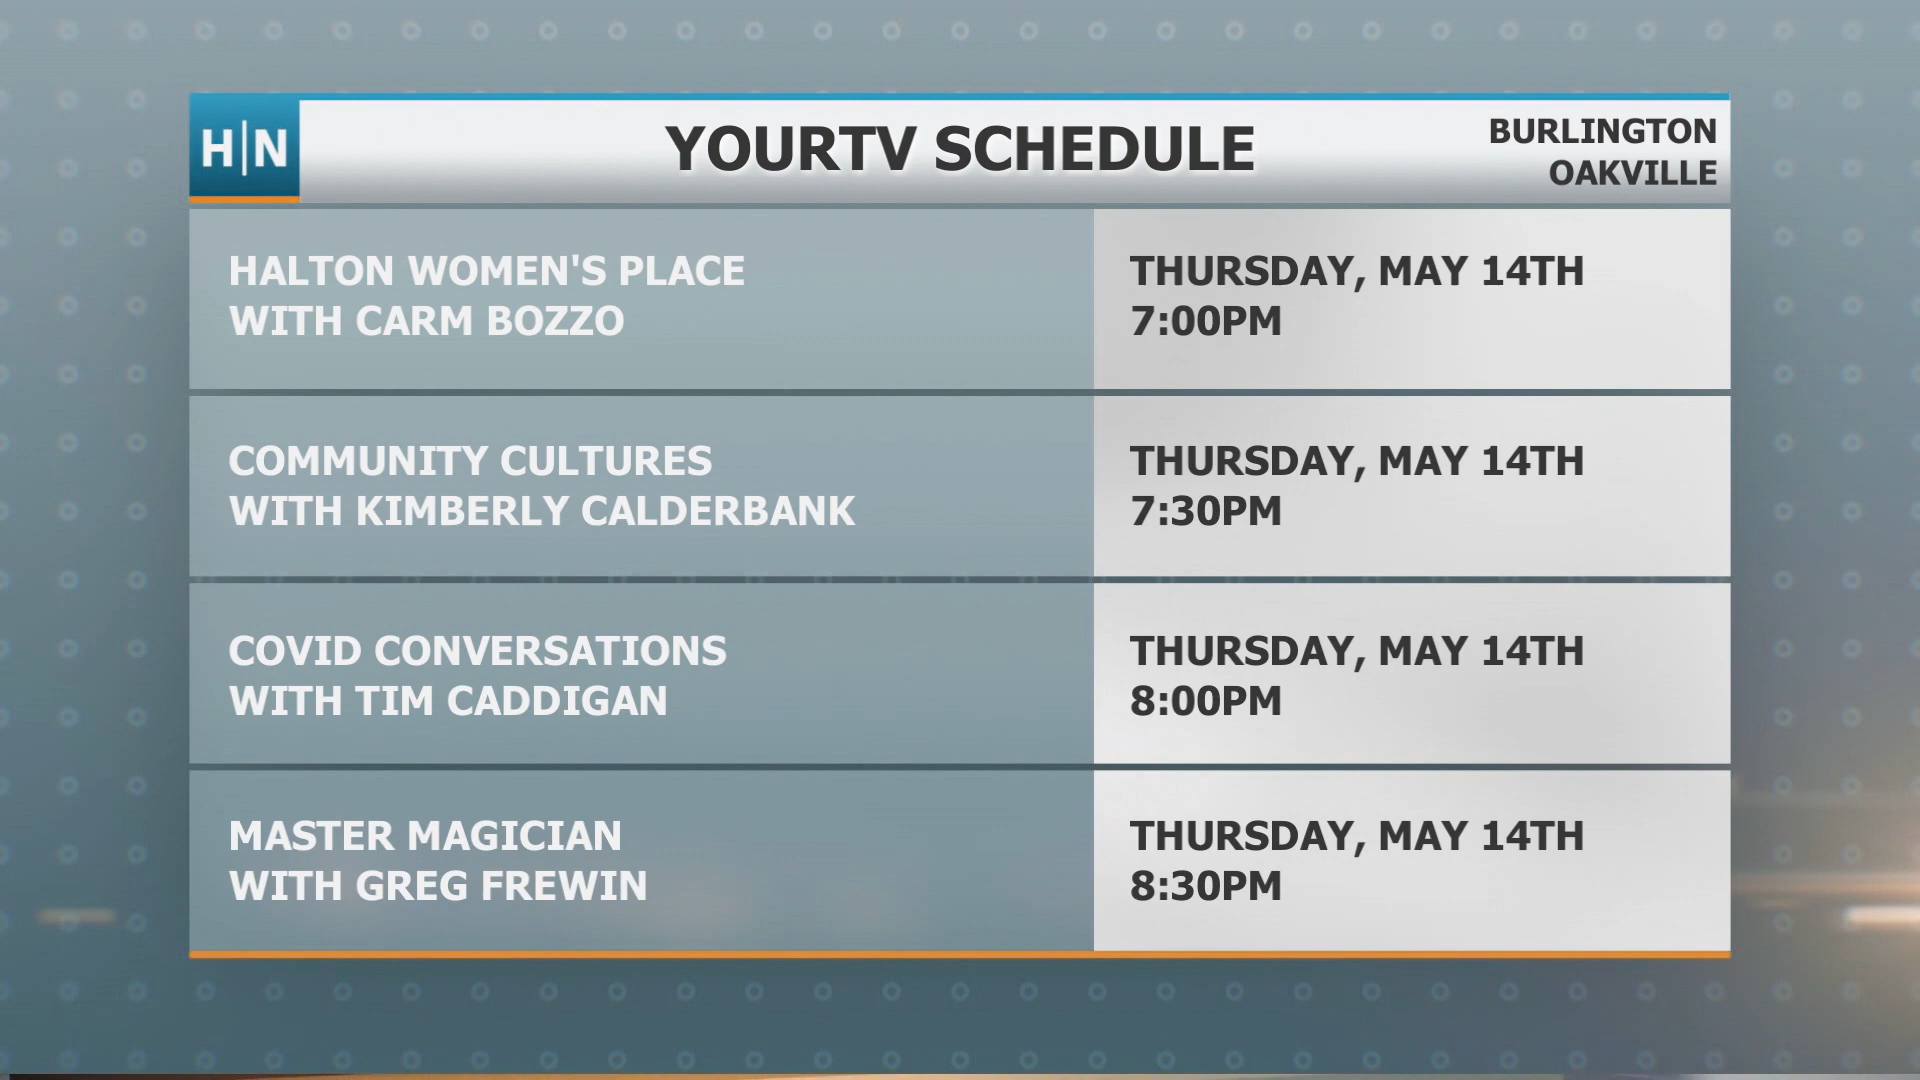 H|N
YOURTV SCHEDULE
BURLINGTON
OAKVILLE
HALTON WOMEN'S PLACE
WITH CARM BOZZO
THURSDAY, MAY 14TH
7:00PM
COMMUNITY CULTURES
WITH KIMBERLY CALDERBANK
THURSDAY, MAY 14TH
7:30PM
COVID CONVERSATIONS
WITH TIM CADDIGAN
THURSDAY, MAY 14TH
8:00PM
MASTER MAGICIAN
WITH GREG FREWIN
THURSDAY, MAY 14TH
8:30PM